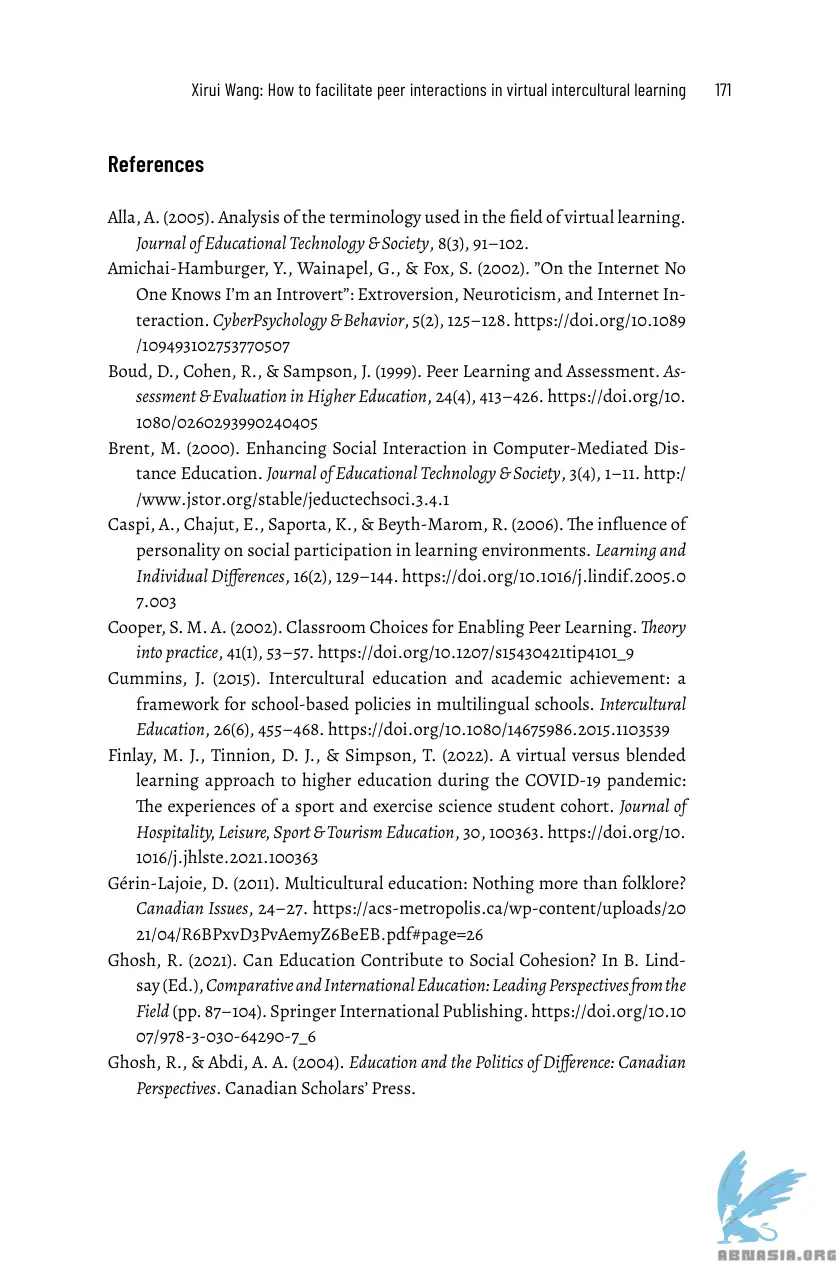 Xirui Wang: How to facilitate peer interactions in virtual intercultural learning 171
References
Alla, A. (2005). Analysis of the terminology used in the field of virtual learning.
Journal of Educational Technology & Society, 8(3), 91–102.
Amichai-Hamburger, Y., Wainapel, G., & Fox, S. (2002). ”On the Internet No
One Knows I’m an Introvert”: Extroversion, Neuroticism, and Internet In-
teraction. CyberPsychology & Behavior, 5(2), 125–128. https://doi.org/10.1089
/109493102753770507
Boud, D., Cohen, R., & Sampson, J. (1999). Peer Learning and Assessment. As-
sessment & Evaluation in Higher Education, 24(4), 413–426. https://doi.org/10.
1080/0260293990240405
Brent, M. (2000). Enhancing Social Interaction in Computer-Mediated Dis-
tance Education. Journal of Educational Technology & Society, 3(4), 1–11. http:/
/www.jstor.org/stable/jeductechsoci.3.4.1
Caspi, A., Chajut, E., Saporta, K., & Beyth-Marom, R. (2006). The influence of
personality on social participation in learning environments. Learning and
Individual Differences, 16(2), 129–144. https://doi.org/10.1016/j.lindif.2005.0
7.003
Cooper, S. M. A. (2002). Classroom Choices for Enabling Peer Learning. Theory
into practice, 41(1), 53–57. https://doi.org/10.1207/s15430421tip4101_9
Cummins, J. (2015). Intercultural education and academic achievement: a
framework for school-based policies in multilingual schools. Intercultural
Education, 26(6), 455–468. https://doi.org/10.1080/14675986.2015.1103539
Finlay, M. J., Tinnion, D. J., & Simpson, T. (2022). A virtual versus blended
learning approach to higher education during the COVID-19 pandemic:
The experiences of a sport and exercise science student cohort. Journal of
Hospitality, Leisure, Sport & Tourism Education, 30, 100363. https://doi.org/10.
1016/j.jhlste.2021.100363
Gérin-Lajoie, D. (2011). Multicultural education: Nothing more than folklore?
Canadian Issues, 24–27. https://acs-metropolis.ca/wp-content/uploads/20
21/04/R6BPxvD3PvAemyZ6BeEB.pdf#page=26
Ghosh, R. (2021). Can Education Contribute to Social Cohesion? In B. Lind-
say (Ed.), Comparative and International Education: Leading Perspectives from the
Field (pp. 87–104). Springer International Publishing. https://doi.org/10.10
07/978-3-030-64290-7_6
Ghosh, R., & Abdi, A. A. (2004). Education and the Politics of Difference: Canadian
Perspectives. Canadian Scholars’ Press.
ABNASIA.ORG